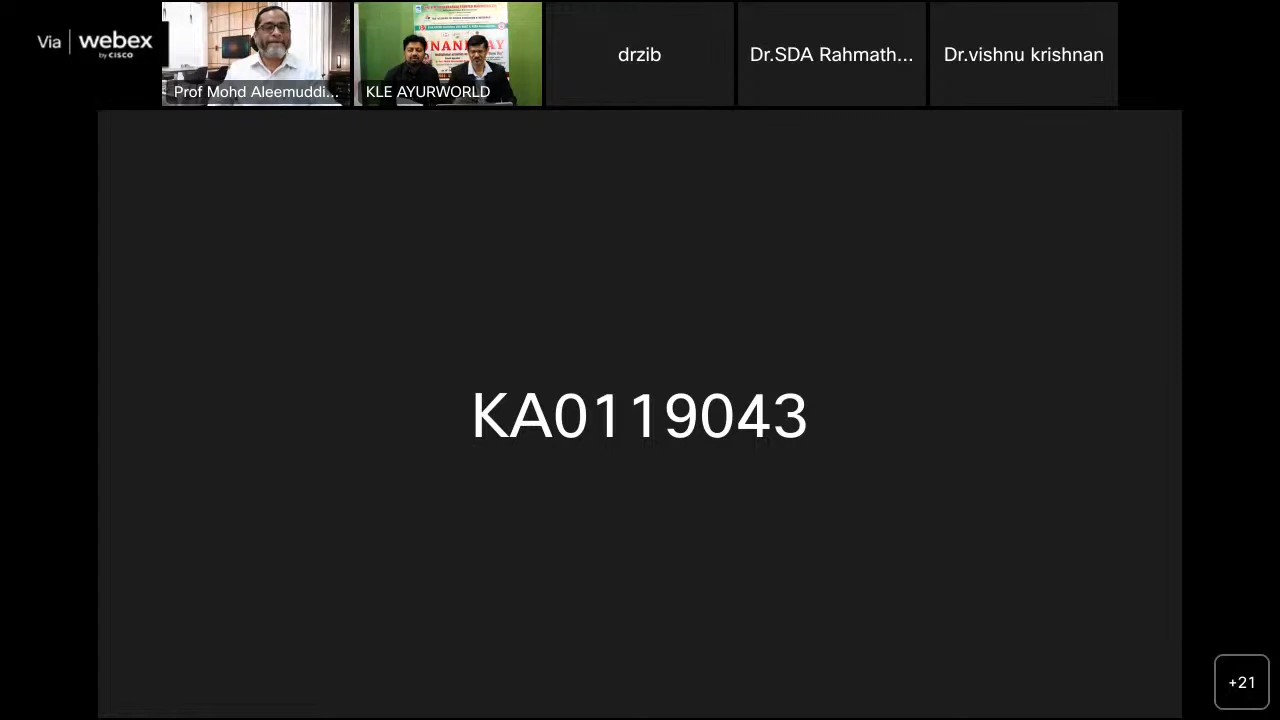 Via | webex
by CISCO
Prof Mohd Aleemuddi...
KLE AYURWORLD
drzib
Dr.SDA Rahmath...
Dr.vishnu krishnan
KA0119043
+21